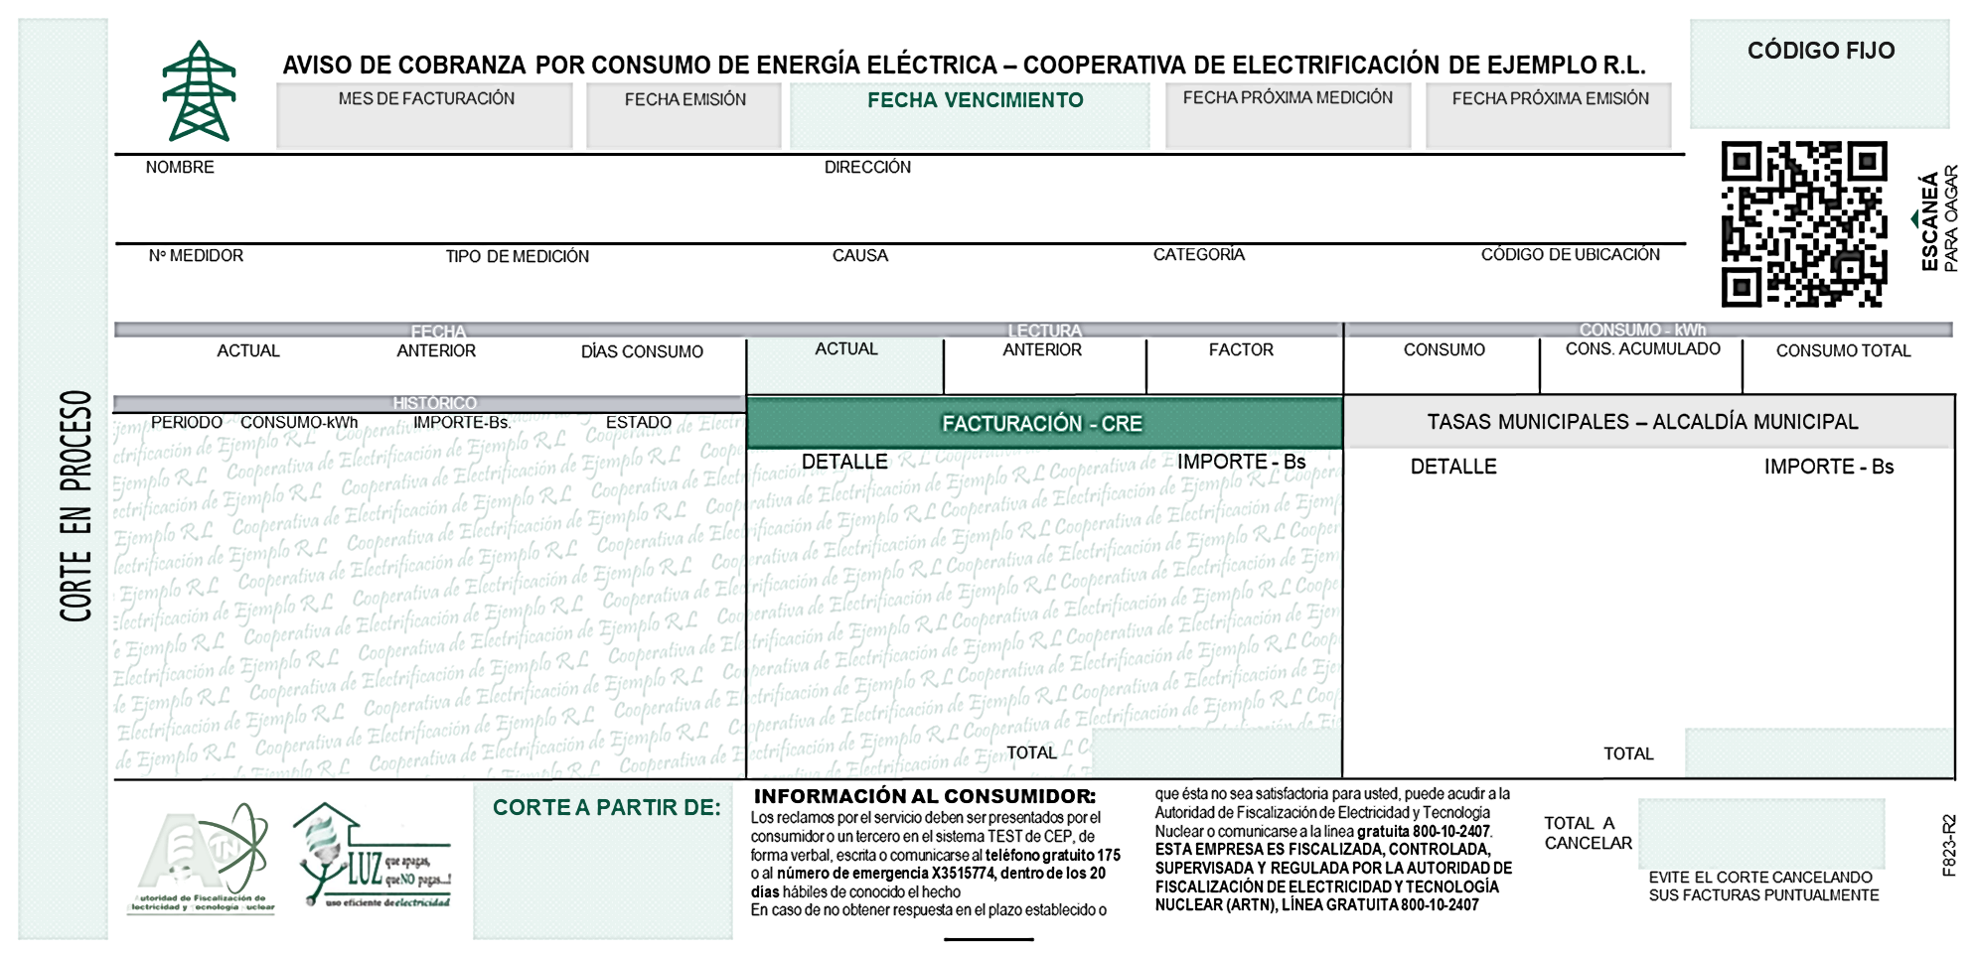 AVISO DE COBRANZA POR CONSUMO DE ENERGÍA ELÉCTRICA – COOPERATIVA DE ELECTRIFICACIÓN DE EJEMPLO R.L.
CÓDIGO FIJO
MES DE FACTURACIÓN FECHA EMISIÓN FECHA VENCIMIENTO FECHA PRÓXIMA MEDICIÓN FECHA PRÓXIMA EMISIÓN
NOMBRE DIRECCIÓN
ESCANEÁ
PARA OAGAR
Nº MEDIDOR TIPO DE MEDICIÓN CAUSA CATEGORÍA CÓDIGO DE UBICACIÓN
FECHA LECTURA CONSUMO - kWh
ACTUAL ANTERIOR DÍAS CONSUMO ACTUAL ANTERIOR FACTOR CONSUMO CONS. ACUMULADO CONSUMO TOTAL
CORTE EN PROCESO
HISTÓRICO
PERIODO CONSUMO-kWh IMPORTE-Bs. ESTADO
FACTURACIÓN - CRE
DETALLE IMPORTE - Bs
TOTAL
TASAS MUNICIPALES – ALCALDÍA MUNICIPAL
DETALLE IMPORTE - Bs
TOTAL
Cooperativa de Electrificación de Ejemplo R,L
AETN
Autoridad de Fiscalización de
Electricidad y Tecnología Nuclear
LUZ que apagas,
queNO pagas...!
uso eficiente de electricidad
CORTE A PARTIR DE:
INFORMACIÓN AL CONSUMIDOR:
Los reclamos por el servicio deben ser presentados por el
consumidor o un tercero en el sistema TEST de CEP, de
forma verbal, escrita o comunicarse al teléfono gratuito 175
o al número de emergencia X3515774, dentro de los 20
días hábiles de conocido el hecho
En caso de no obtener respuesta en el plazo establecido o
que ésta no sea satisfactoria para usted, puede acudir a la
Autoridad de Fiscalización de Electricidad y Tecnología
Nuclear o comunicarse a la línea gratuita 800-10-2407.
ESTA EMPRESA ES FISCALIZADA, CONTROLADA,
SUPERVISADA Y REGULADA POR LA AUTORIDAD DE
FISCALIZACIÓN DE ELECTRICIDAD Y TECNOLOGÍA
NUCLEAR (ARTN), LÍNEA GRATUITA 800-10-2407
TOTAL A
CANCELAR
EVITE EL CORTE CANCELANDO
SUS FACTURAS PUNTUALMENTE
F823-R2